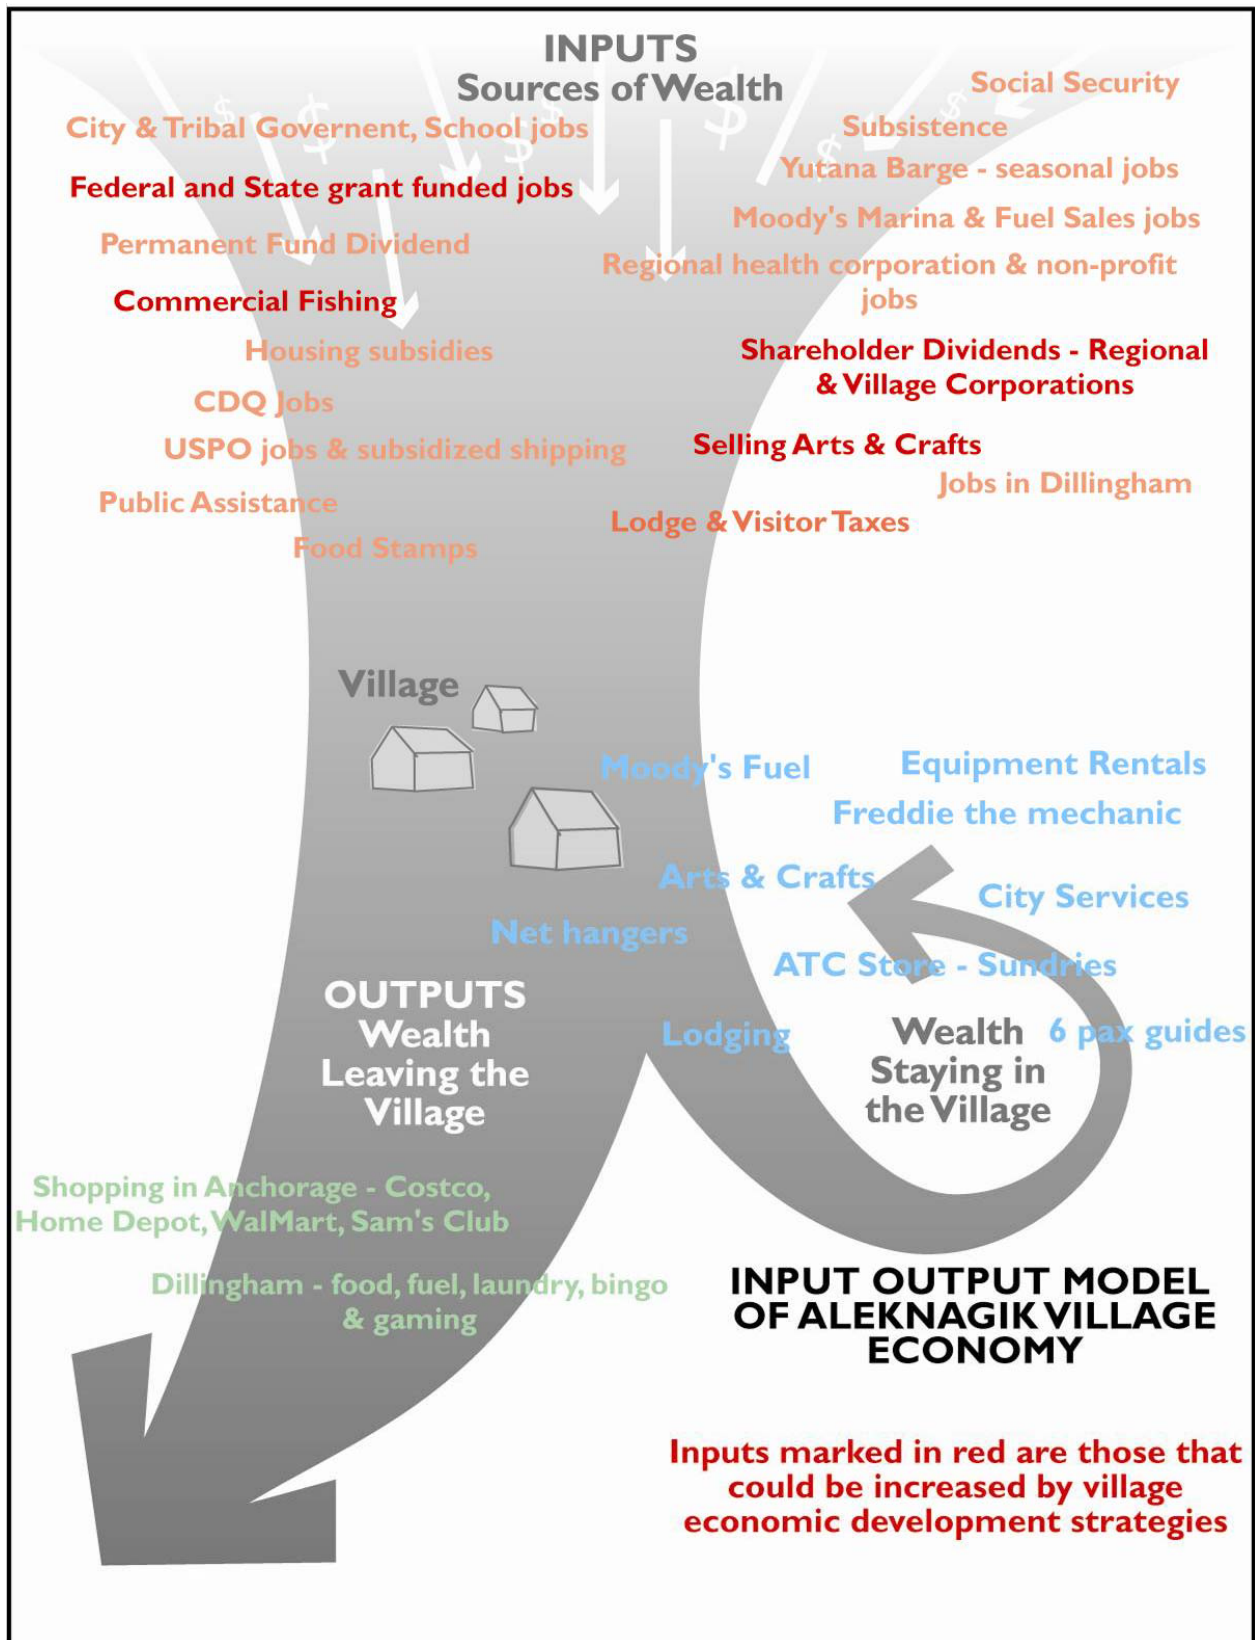 INPUTS
Sources of Wealth
City & Tribal Governent, School jobs
Federal and State grant funded jobs
Permanent Fund Dividend
Commercial Fishing
Housing subsidies
CDQ Jobs
USPO jobs & subsidized shipping
Public Assistance
Food Stamps
Social Security
Subsistence
Yutana Barge - seasonal jobs
Moody's Marina & Fuel Sales jobs
Regional health corporation & non-profit
jobs
Shareholder Dividends - Regional
& Village Corporations
Selling Arts & Crafts
Jobs in Dillingham
Lodge & Visitor Taxes
$
$
$
$
$
$
$
Village
Moody's Fuel
Equipment Rentals
Freddie the mechanic
Arts & Crafts
City Services
Net hangers
ATC Store - Sundries
Lodging
6 pax guides
OUTPUTS
Wealth
Leaving the
Village
Wealth
Staying in
the Village
Shopping in Anchorage - Costco,
Home Depot, WalMart, Sam's Club
Dillingham - food, fuel, laundry, bingo
& gaming
INPUT OUTPUT MODEL
OF ALEKNAGIK VILLAGE
ECONOMY
Inputs marked in red are those that
could be increased by village
economic development strategies